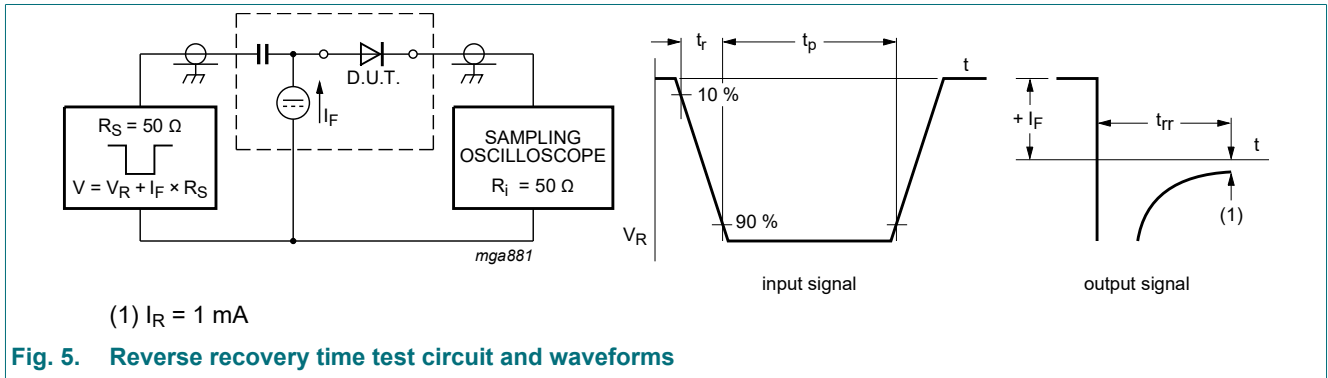 D.U.T.
I_F
R_S = 50 Ω
V = V_R + I_F × R_S
SAMPLING
OSCILLOSCOPE
R_i = 50 Ω
mga881
t_r
t_p
t
10 %
90 %
V_R
input signal
+ I_F
t_rr
t
(1)
output signal
(1) I_R = 1 mA
Fig. 5. Reverse recovery time test circuit and waveforms